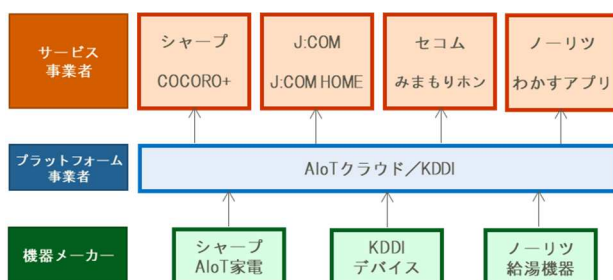 サービス
事業者
シャープ
COCORO+
J:COM
J:COM HOME
セコム
みまもりホン
ノーリツ
わかすアプリ
プラットフォーム
事業者
AIoTクラウド／KDDI
機器メーカー
シャープ
AIoT家電
KDDI
デバイス
ノーリツ
給湯機器